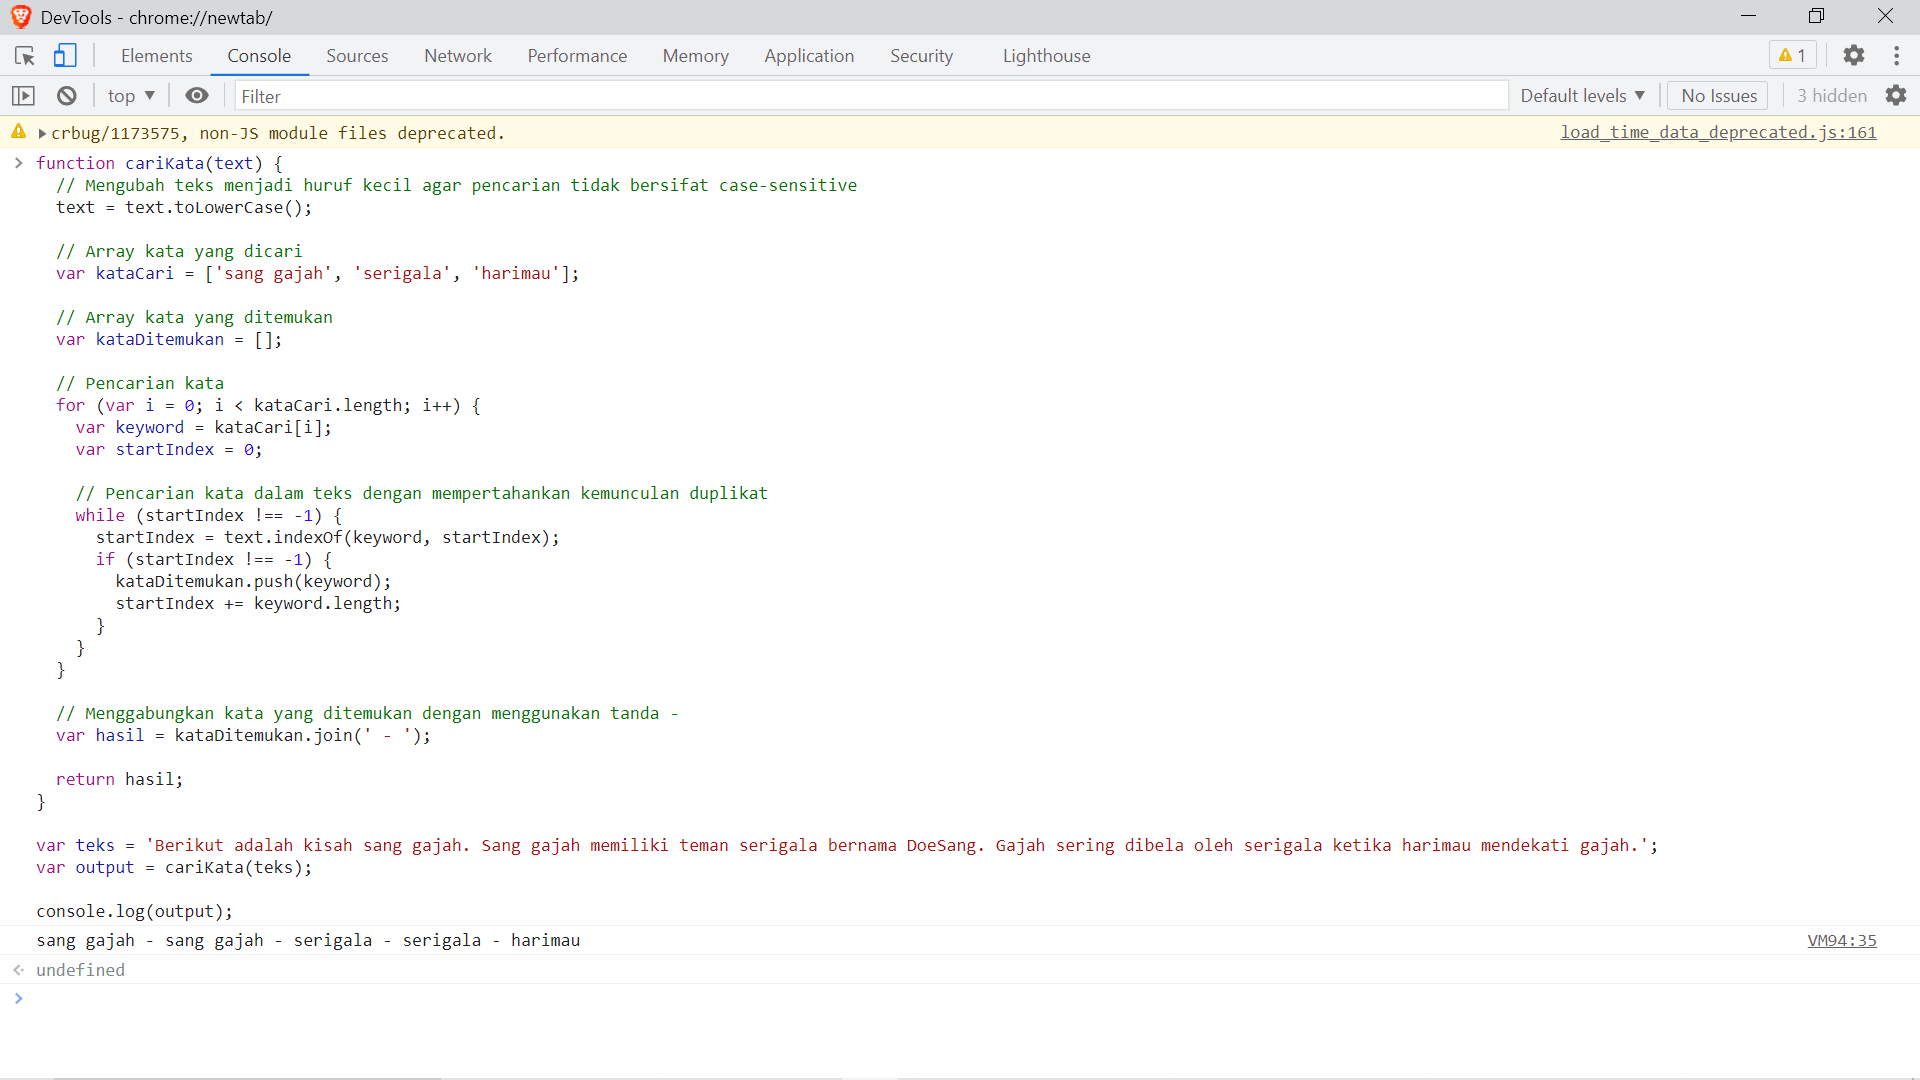 DevTools - chrome://newtab/
Elements Console Sources Network Performance Memory Application Security Lighthouse 1
top ▼ Filter Default levels ▼ No Issues 3 hidden
▶crbug/1173575, non-JS module files deprecated. load_time_data_deprecated.js:161
> function cariKata(text) {
  // Mengubah teks menjadi huruf kecil agar pencarian tidak bersifat case-sensitive
  text = text.toLowerCase();

  // Array kata yang dicari
  var kataCari = ['sang gajah', 'serigala', 'harimau'];

  // Array kata yang ditemukan
  var kataDitemukan = [];

  // Pencarian kata
  for (var i = 0; i < kataCari.length; i++) {
    var keyword = kataCari[i];
    var startIndex = 0;

    // Pencarian kata dalam teks dengan mempertahankan kemunculan duplikat
    while (startIndex !== -1) {
      startIndex = text.indexOf(keyword, startIndex);
      if (startIndex !== -1) {
        kataDitemukan.push(keyword);
        startIndex += keyword.length;
      }
    }
  }

  // Menggabungkan kata yang ditemukan dengan menggunakan tanda -
  var hasil = kataDitemukan.join(' - ');

  return hasil;
}

var teks = 'Berikut adalah kisah sang gajah. Sang gajah memiliki teman serigala bernama DoeSang. Gajah sering dibela oleh serigala ketika harimau mendekati gajah.';
var output = cariKata(teks);

console.log(output);
sang gajah - sang gajah - serigala - serigala - harimau VM94:35
undefined
>